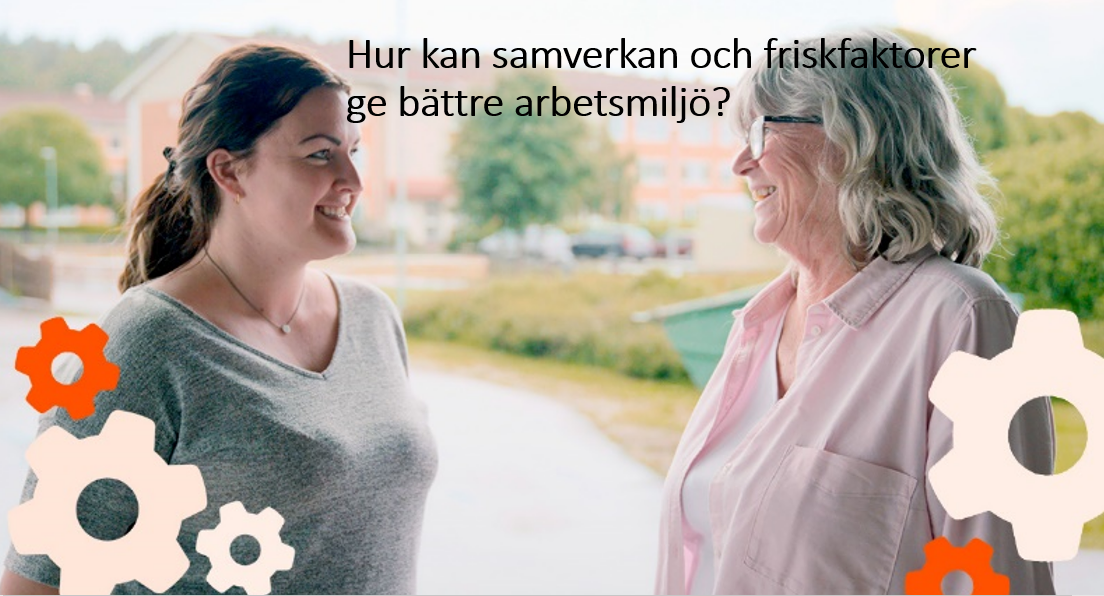 Hur kan samverkan och friskfaktorer
ge bättre arbetsmiljö?